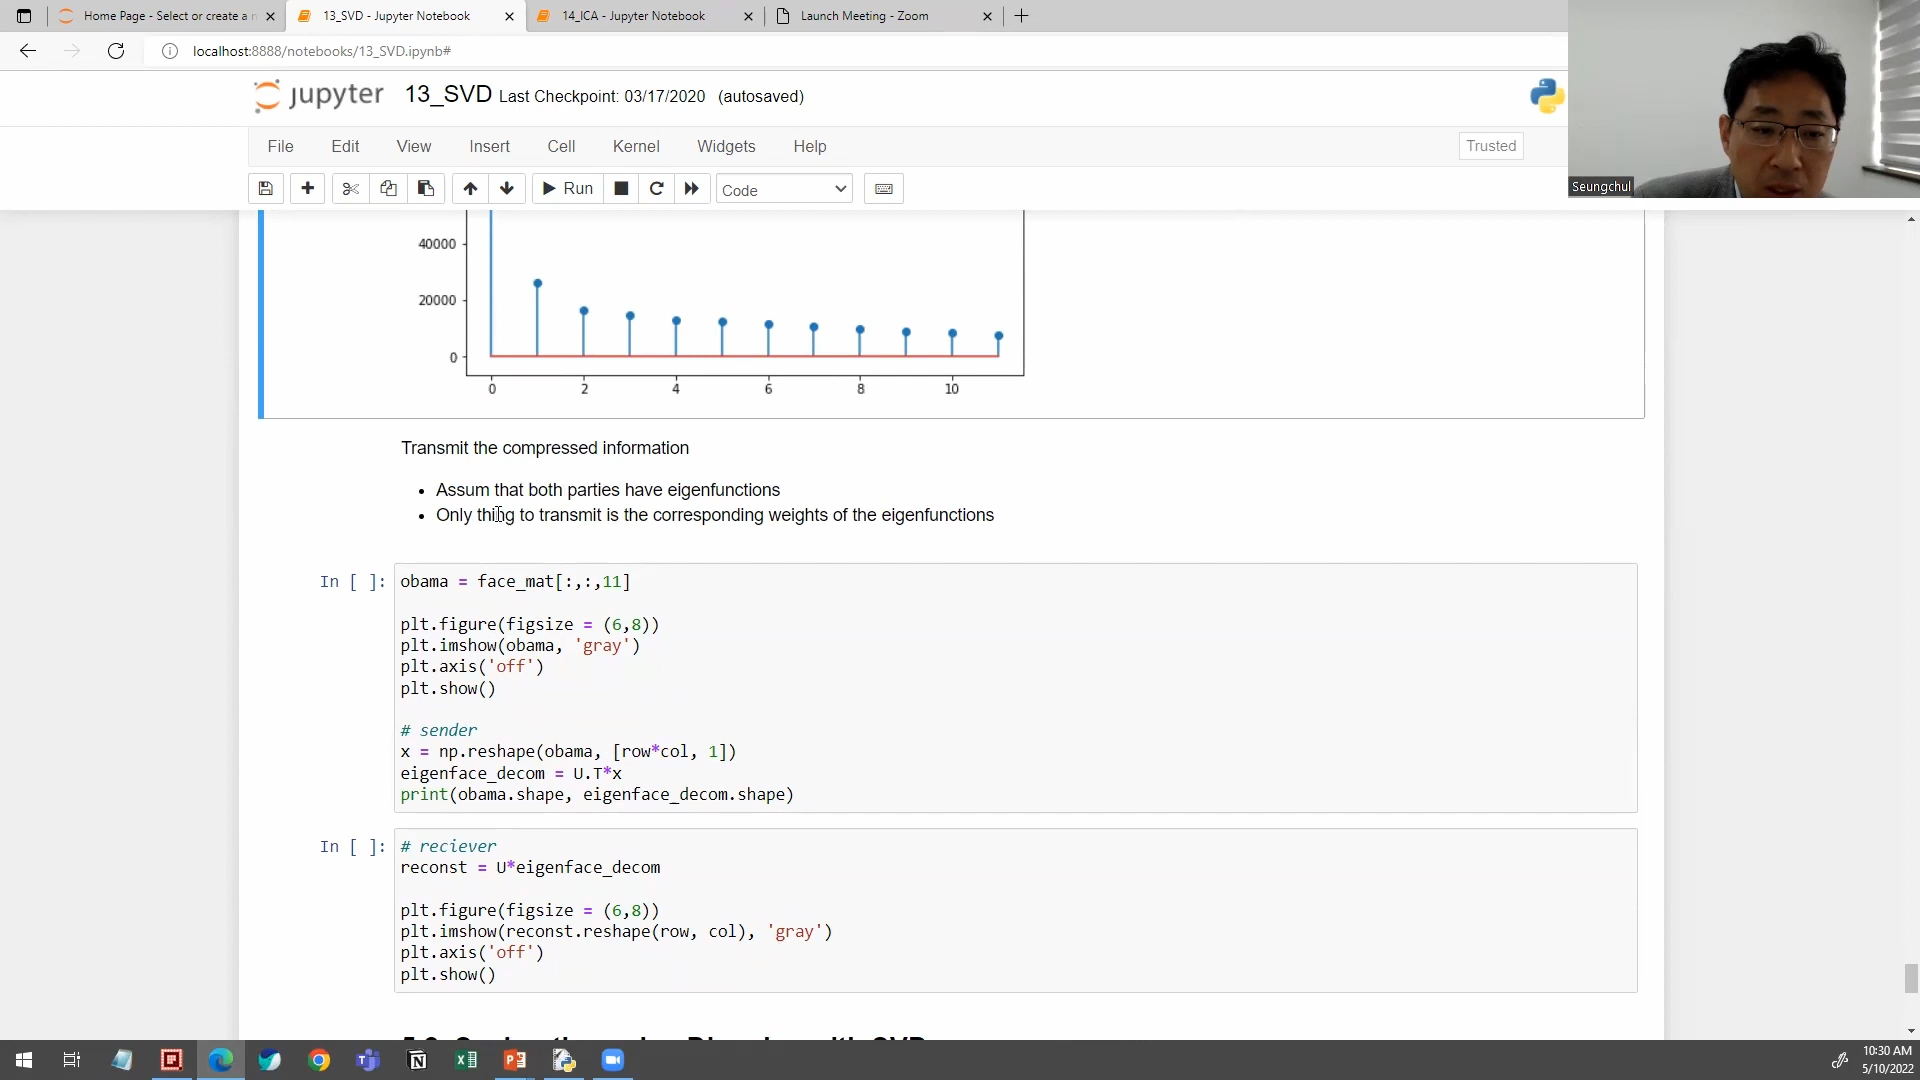 Home Page - Select or create a n
13_SVD - Jupyter Notebook
14_ICA - Jupyter Notebook
Launch Meeting - Zoom
localhost:8888/notebooks/13_SVD.ipynb#
jupyter 13_SVD Last Checkpoint: 03/17/2020 (autosaved)
File Edit View Insert Cell Kernel Widgets Help
Trusted
Seungchul
Run
Code
40000
20000
0
0 2 4 6 8 10
Transmit the compressed information
• Assum that both parties have eigenfunctions
• Only thing to transmit is the corresponding weights of the eigenfunctions
In [ ]: obama = face_mat[:,:,11]
plt.figure(figsize = (6,8))
plt.imshow(obama, 'gray')
plt.axis('off')
plt.show()
# sender
x = np.reshape(obama, [row*col, 1])
eigenface_decom = U.T*x
print(obama.shape, eigenface_decom.shape)
In [ ]: # reciever
reconst = U*eigenface_decom
plt.figure(figsize = (6,8))
plt.imshow(reconst.reshape(row, col), 'gray')
plt.axis('off')
plt.show()
10:30 AM
5/10/2022